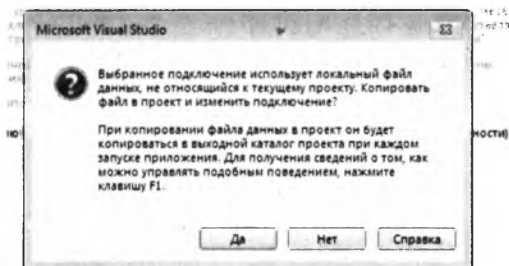 Microsoft Visual Studio
Выбранное подключение использует локальный файл
данных, не относящийся к текущему проекту. Копировать
файл в проект и изменить подключение?
При копировании файла данных в проект он будет
копироваться в выходной каталог проекта при каждом
запуске приложения. Для получения сведений о том, как
можно управлять подобным поведением, нажмите
клавишу F1.
ности)
Да Нет Справка